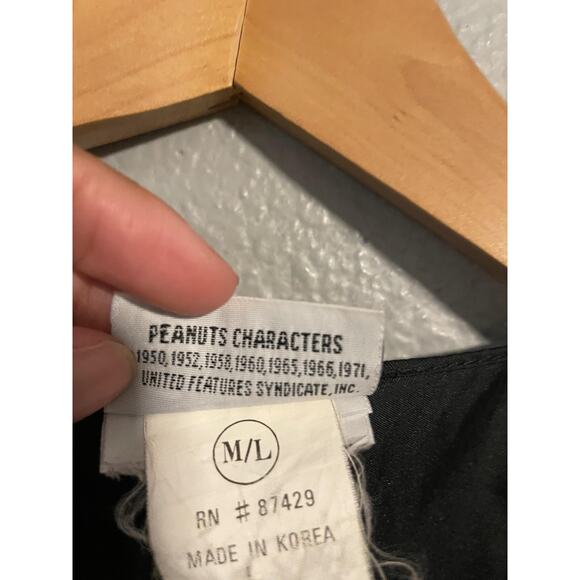 PEANUTS CHARACTERS
1950,1952,1958,1960,1965,1966,1971,
UNITED FEATURES SYNDICATE, INC.
M/L
RN # 87429
MADE IN KOREA